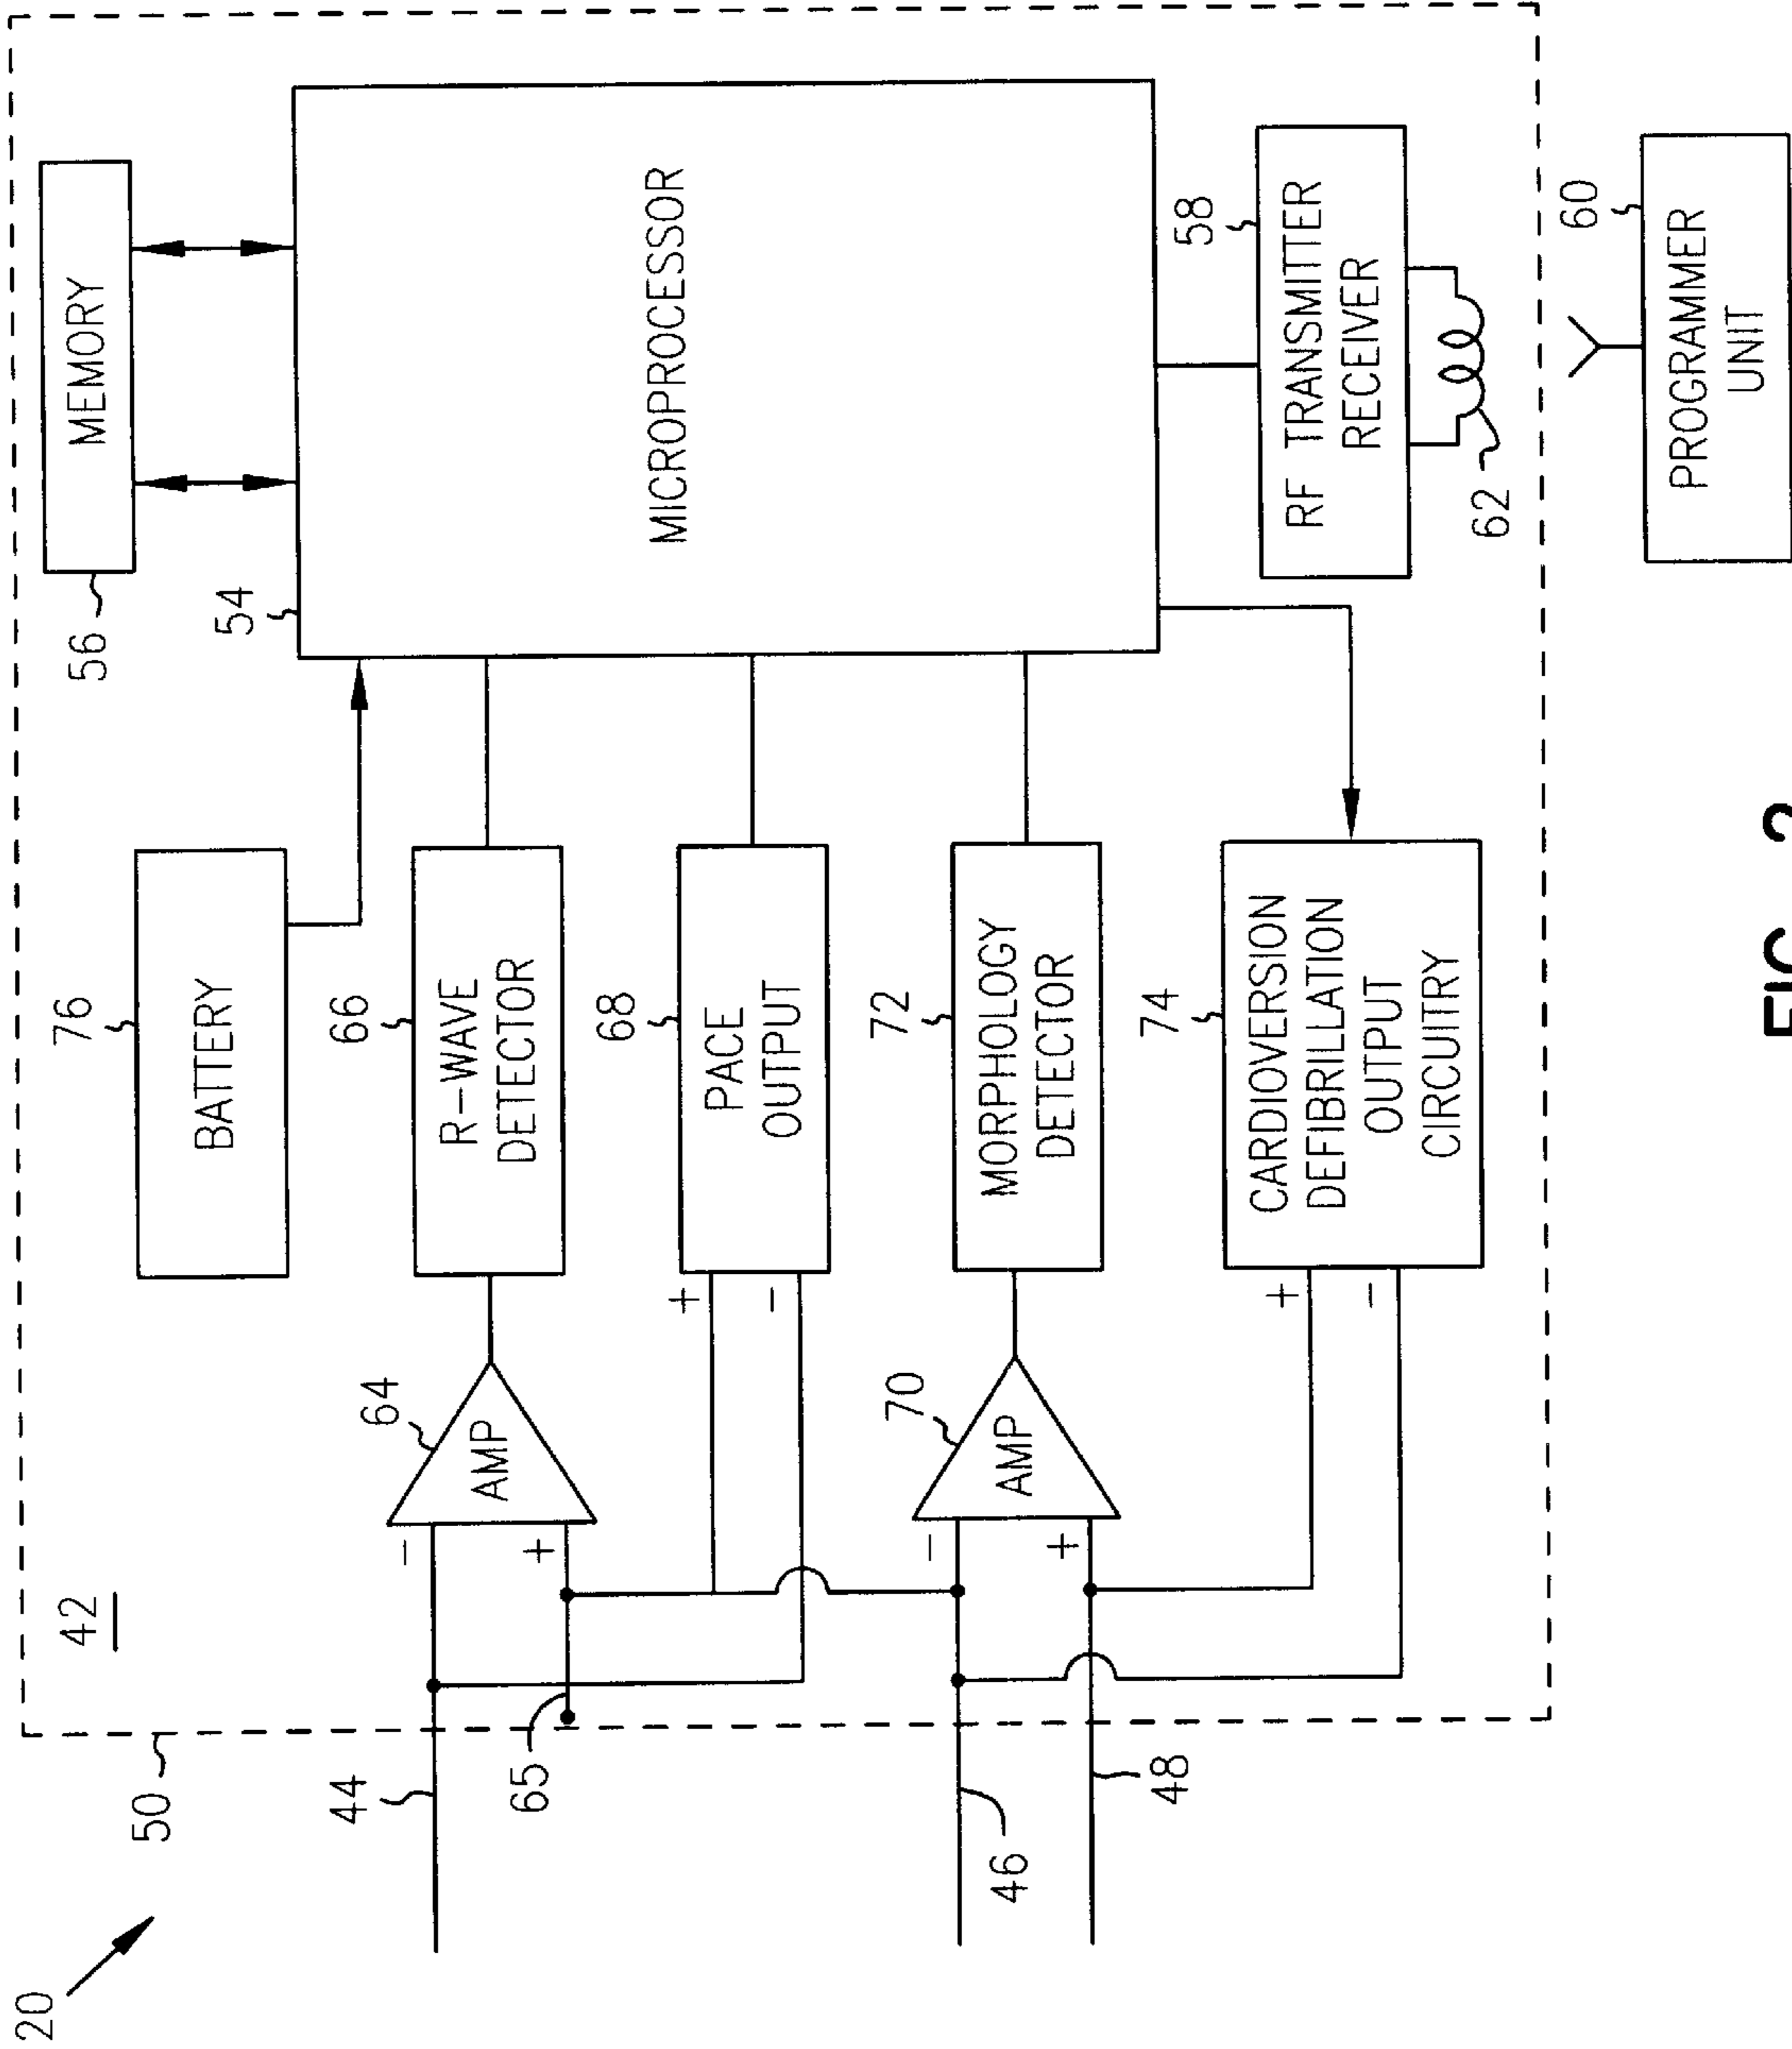 20
42
76
56
MEMORY
50
BATTERY
54
44
64
66
−
AMP
R-WAVE
DETECTOR
65
+
68
MICROPROCESSOR
+
PACE
OUTPUT
−
70
72
−
AMP
MORPHOLOGY
DETECTOR
46
+
48
74
58
+
CARDIOVERSION
DEFIBRILLATION
OUTPUT
CIRCUITRY
−
RF TRANSMITTER
RECEIVER
62
60
PROGRAMMER
UNIT